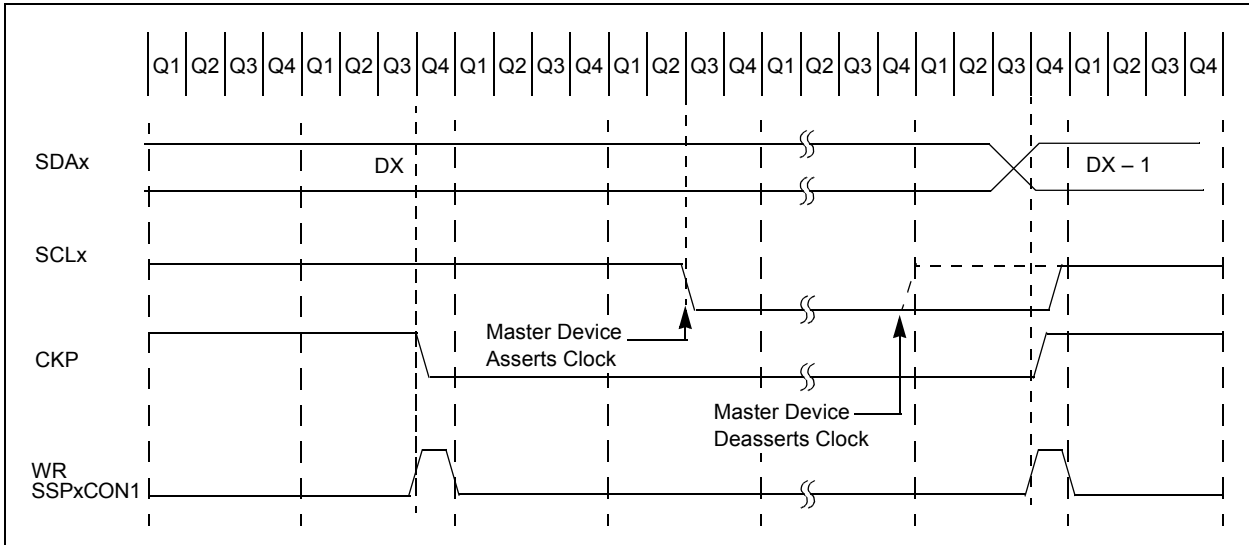 Q1 Q2 Q3 Q4 Q1 Q2 Q3 Q4 Q1 Q2 Q3 Q4 Q1 Q2 Q3 Q4 Q1 Q2 Q3 Q4 Q1 Q2 Q3 Q4 Q1 Q2 Q3 Q4
SDAx
DX
DX – 1
SCLx
Master Device
Asserts Clock
CKP
Master Device
Deasserts Clock
WR
SSPxCON1